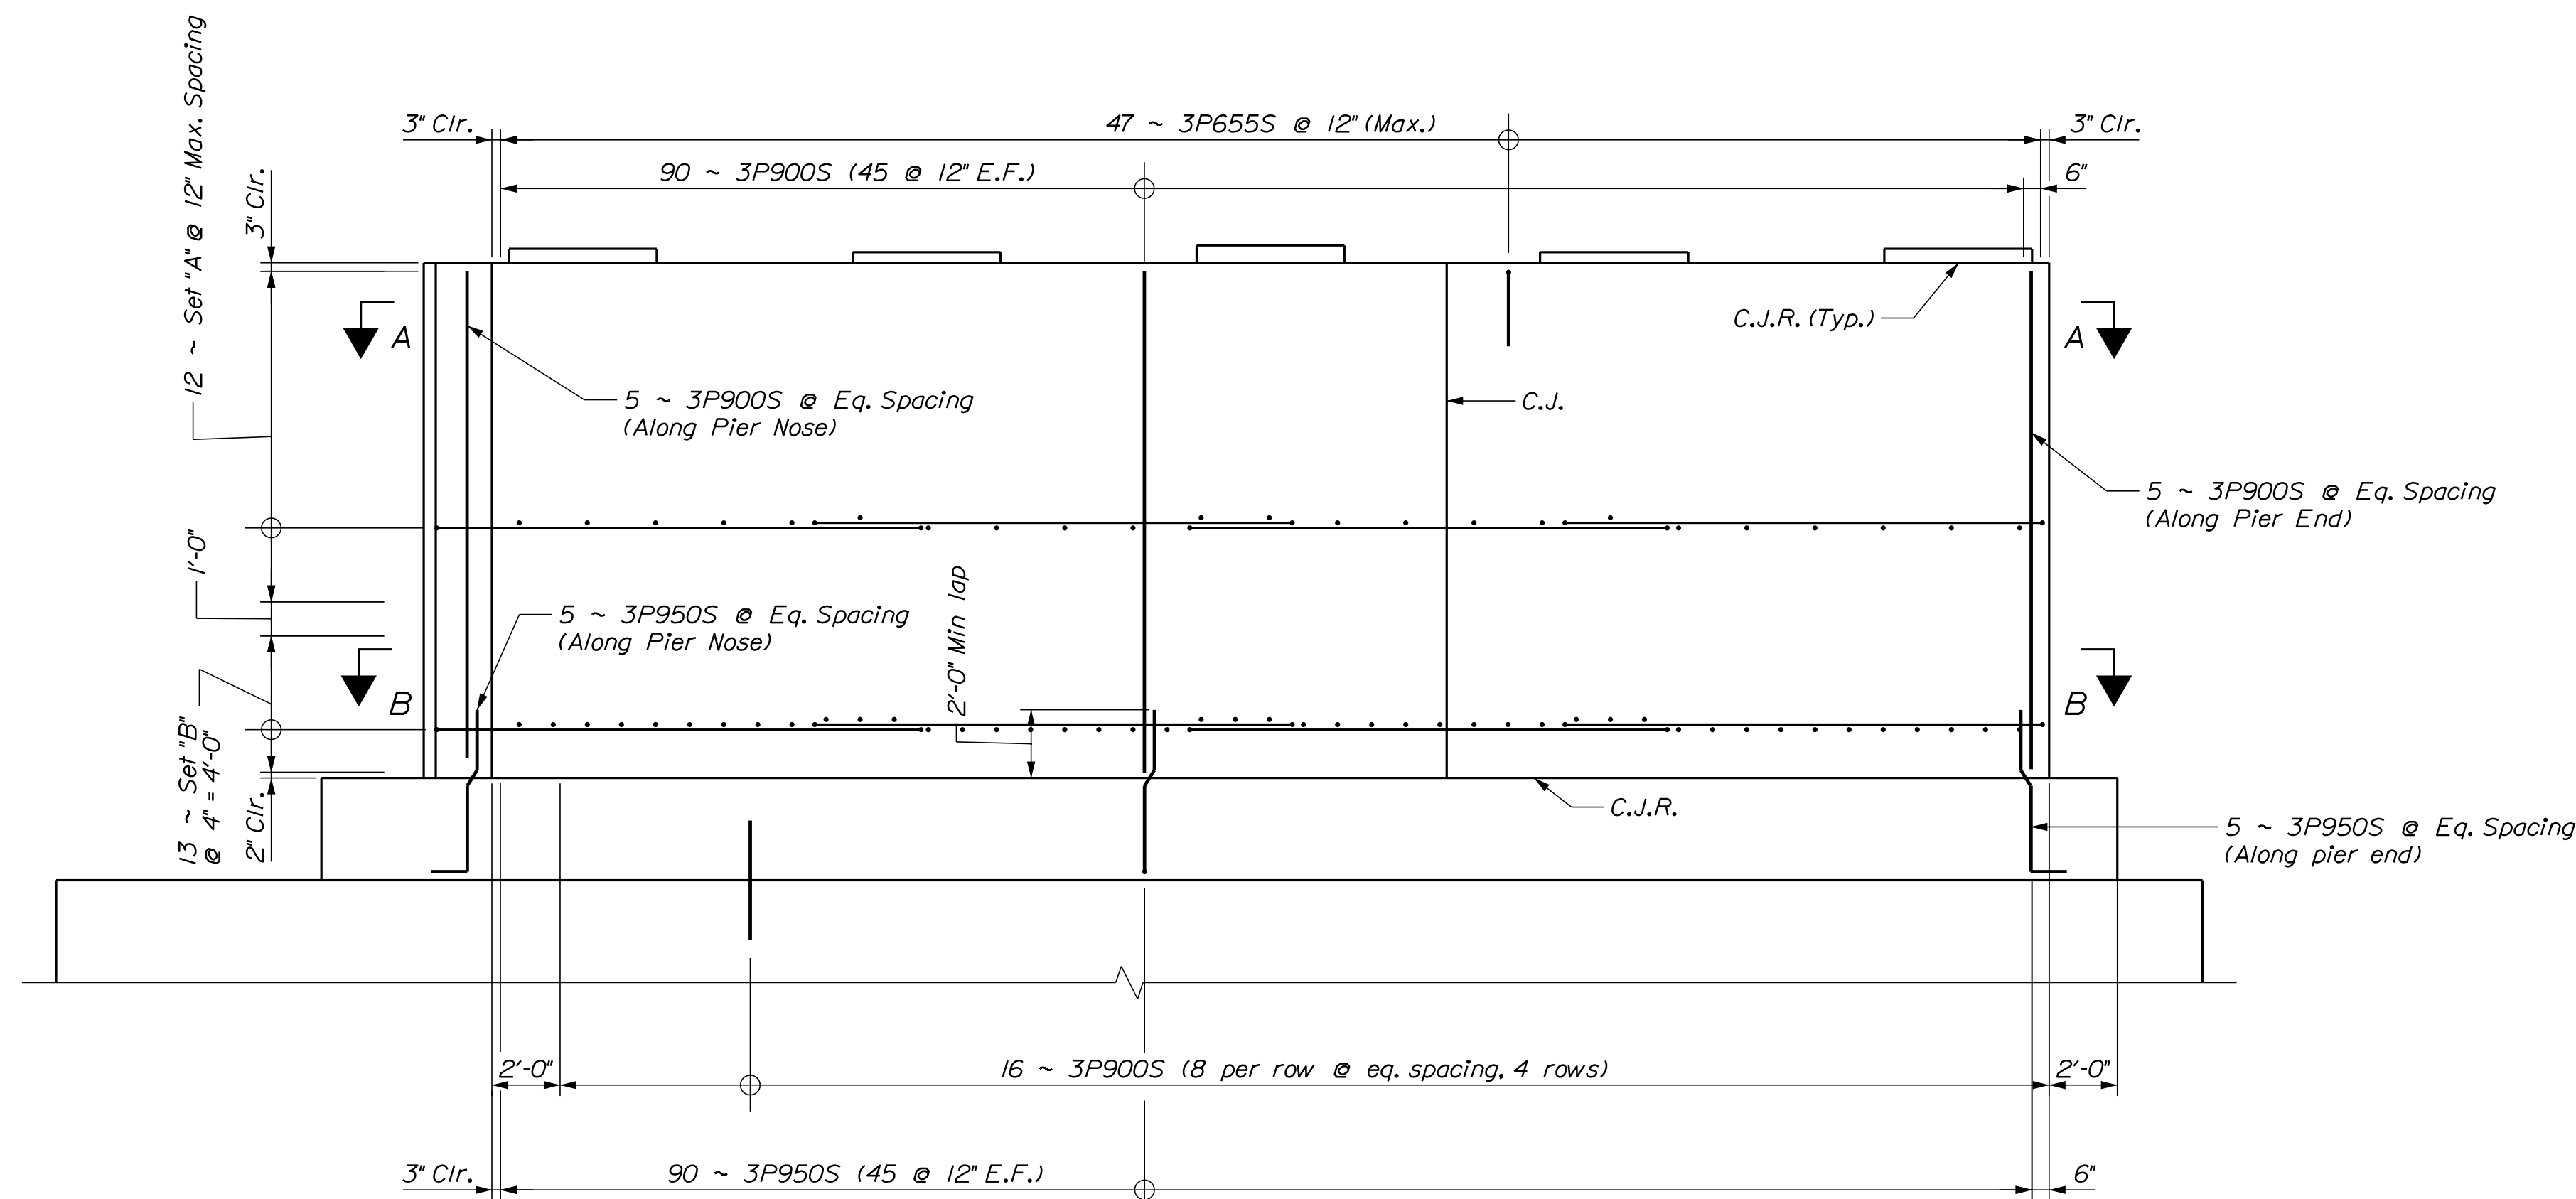 3" Clr.
47 ~ 3P655S @ 12" (Max.)
3" Clr.
90 ~ 3P900S (45 @ 12" E.F.)
6"
12 ~ Set "A" @ 12" Max. Spacing
3" Clr.
A
C.J.R. (Typ.)
A
5 ~ 3P900S @ Eq. Spacing
(Along Pier Nose)
C.J.
5 ~ 3P900S @ Eq. Spacing
(Along Pier End)
1'-0"
5 ~ 3P950S @ Eq. Spacing
(Along Pier Nose)
2'-0" Min lap
B
B
13 ~ Set "B"
@ 4" = 4'-0"
2" Clr.
C.J.R.
5 ~ 3P950S @ Eq. Spacing
(Along pier end)
2'-0"
16 ~ 3P900S (8 per row @ eq. spacing, 4 rows)
2'-0"
3" Clr.
90 ~ 3P950S (45 @ 12" E.F.)
6"